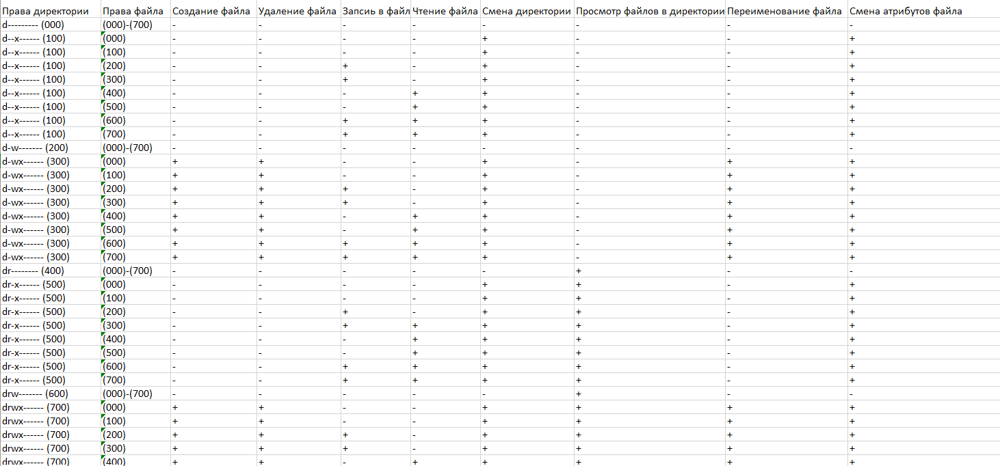 Права директории Права файла Создание файла Удаление файла Запсиь в файл Чтение файла Смена директории Просмотр файлов в директории Переименование файла Смена атрибутов файла
d--------- (000) (000)-(700) - - - - - - - -
d--x------ (100) (000) - - - - + - - +
d--x------ (100) (100) - - - - + - - +
d--x------ (100) (200) - - + - + - - +
d--x------ (100) (300) - - + - + - - +
d--x------ (100) (400) - - - + + - - +
d--x------ (100) (500) - - - + + - - +
d--x------ (100) (600) - - + + + - - +
d--x------ (100) (700) - - + + + - - +
d-w------- (200) (000)-(700) - - - - - - - -
d-wx------ (300) (000) + + - - + - + +
d-wx------ (300) (100) + + - - + - + +
d-wx------ (300) (200) + + + - + - + +
d-wx------ (300) (300) + + + - + - + +
d-wx------ (300) (400) + + - + + - + +
d-wx------ (300) (500) + + - + + - + +
d-wx------ (300) (600) + + + + + - + +
d-wx------ (300) (700) + + + + + - + +
dr-------- (400) (000)-(700) - - - - - + - -
dr-x------ (500) (000) - - - - + + - +
dr-x------ (500) (100) - - - - + + - +
dr-x------ (500) (200) - - + - + + - +
dr-x------ (500) (300) - - + + + + - +
dr-x------ (500) (400) - - - + + + - +
dr-x------ (500) (500) - - - + + + - +
dr-x------ (500) (600) - - + + + + - +
dr-x------ (500) (700) - - + + + + - +
drw------- (600) (000)-(700) - - - - - + - -
drwx------ (700) (000) + + - - + + + +
drwx------ (700) (100) + + - - + + + +
drwx------ (700) (200) + + + - + + + +
drwx------ (700) (300) + + + - + + + +
drwx------ (700) (400) + + - + + + + +